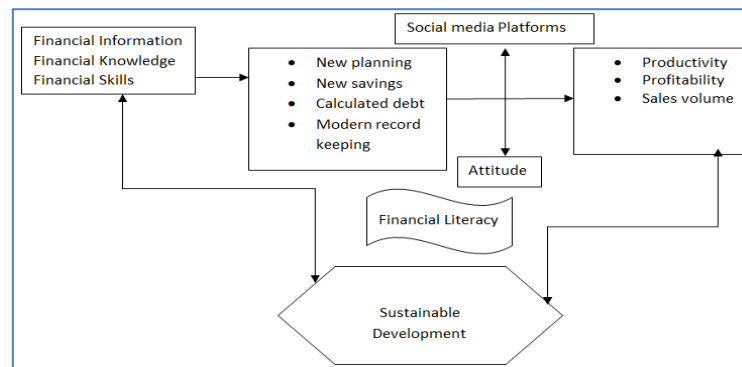 Social media Platforms
Financial Information
Financial Knowledge
Financial Skills
• New planning
• New savings
• Calculated debt
• Modern record
keeping
• Productivity
• Profitability
• Sales volume
Attitude
Financial Literacy
Sustainable
Development